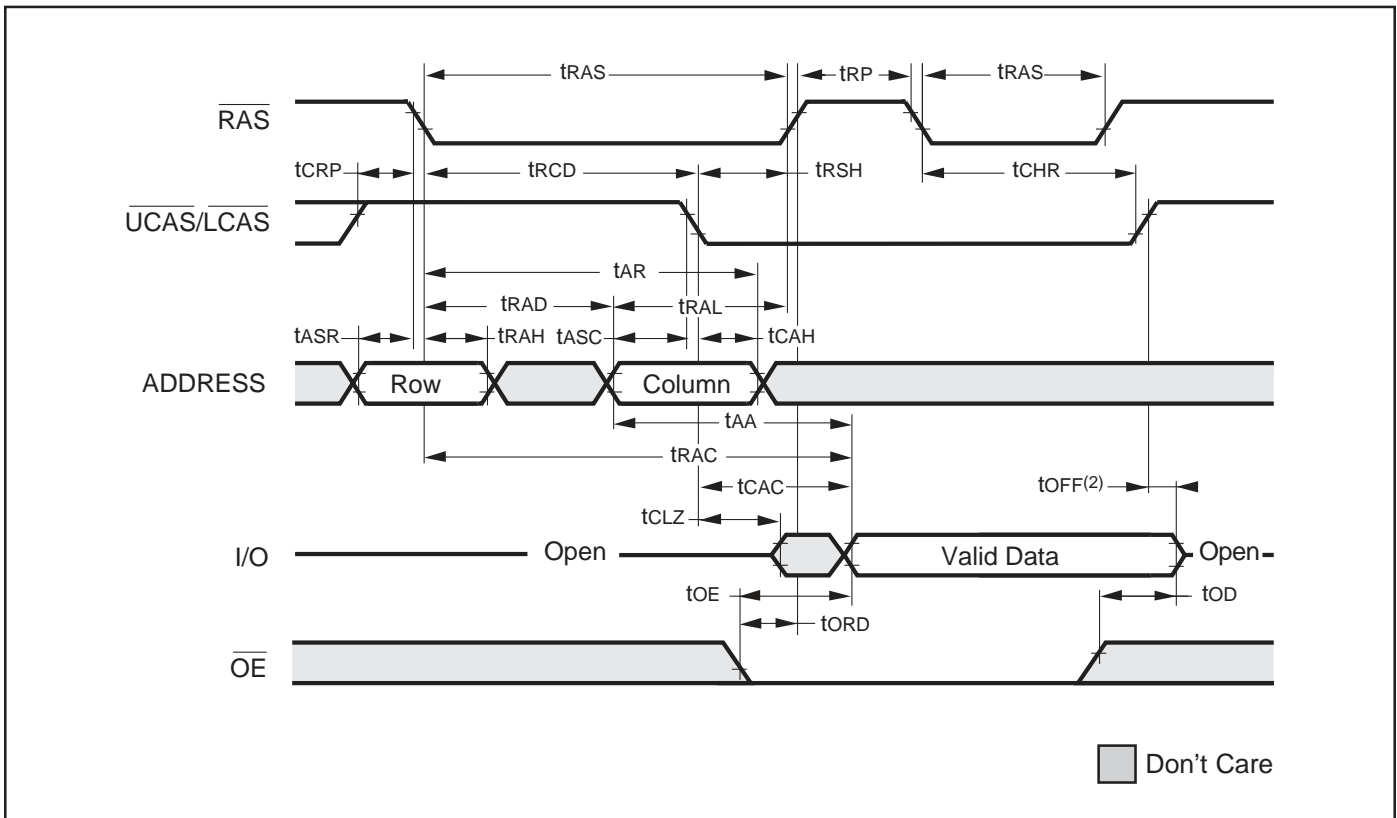 tRAS tRP tRAS
RAS
tCRP tRCD tRSH tCHR
UCAS/LCAS
tAR
tRAD tRAL
tASR tRAH tASC tCAH
ADDRESS Row Column
tAA
tRAC
tCAC tOFF(2)
tCLZ
I/O Open Valid Data Open
tOE tOD
tORD
OE
Don't Care